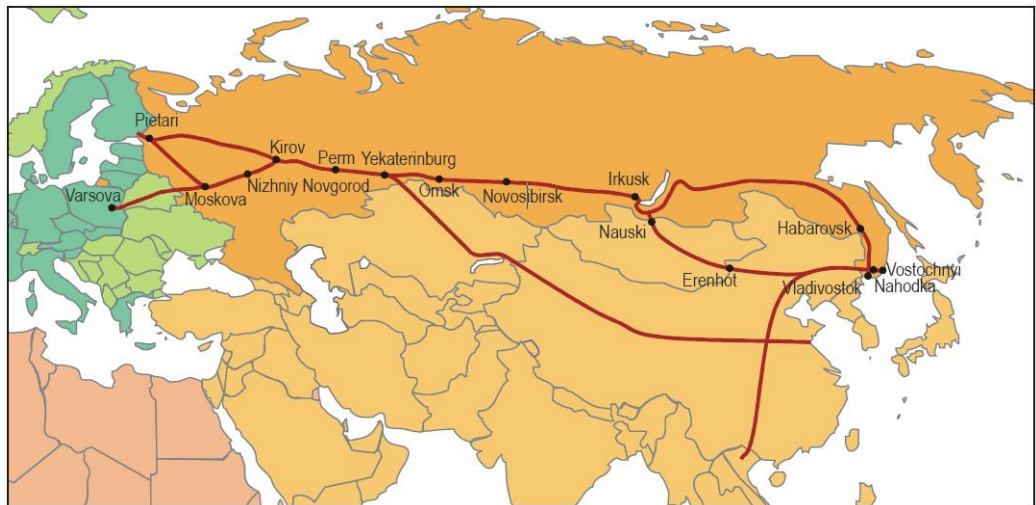 Pietari
Kirov
Perm Yekaterinburg
Varsova
Moskova
Nizhniy Novgorod
Omsk
Novosibirsk
Irkusk
Nauski
Habarovsk
Erenhot
Vostochnyi
Vladivostok
Nahodka